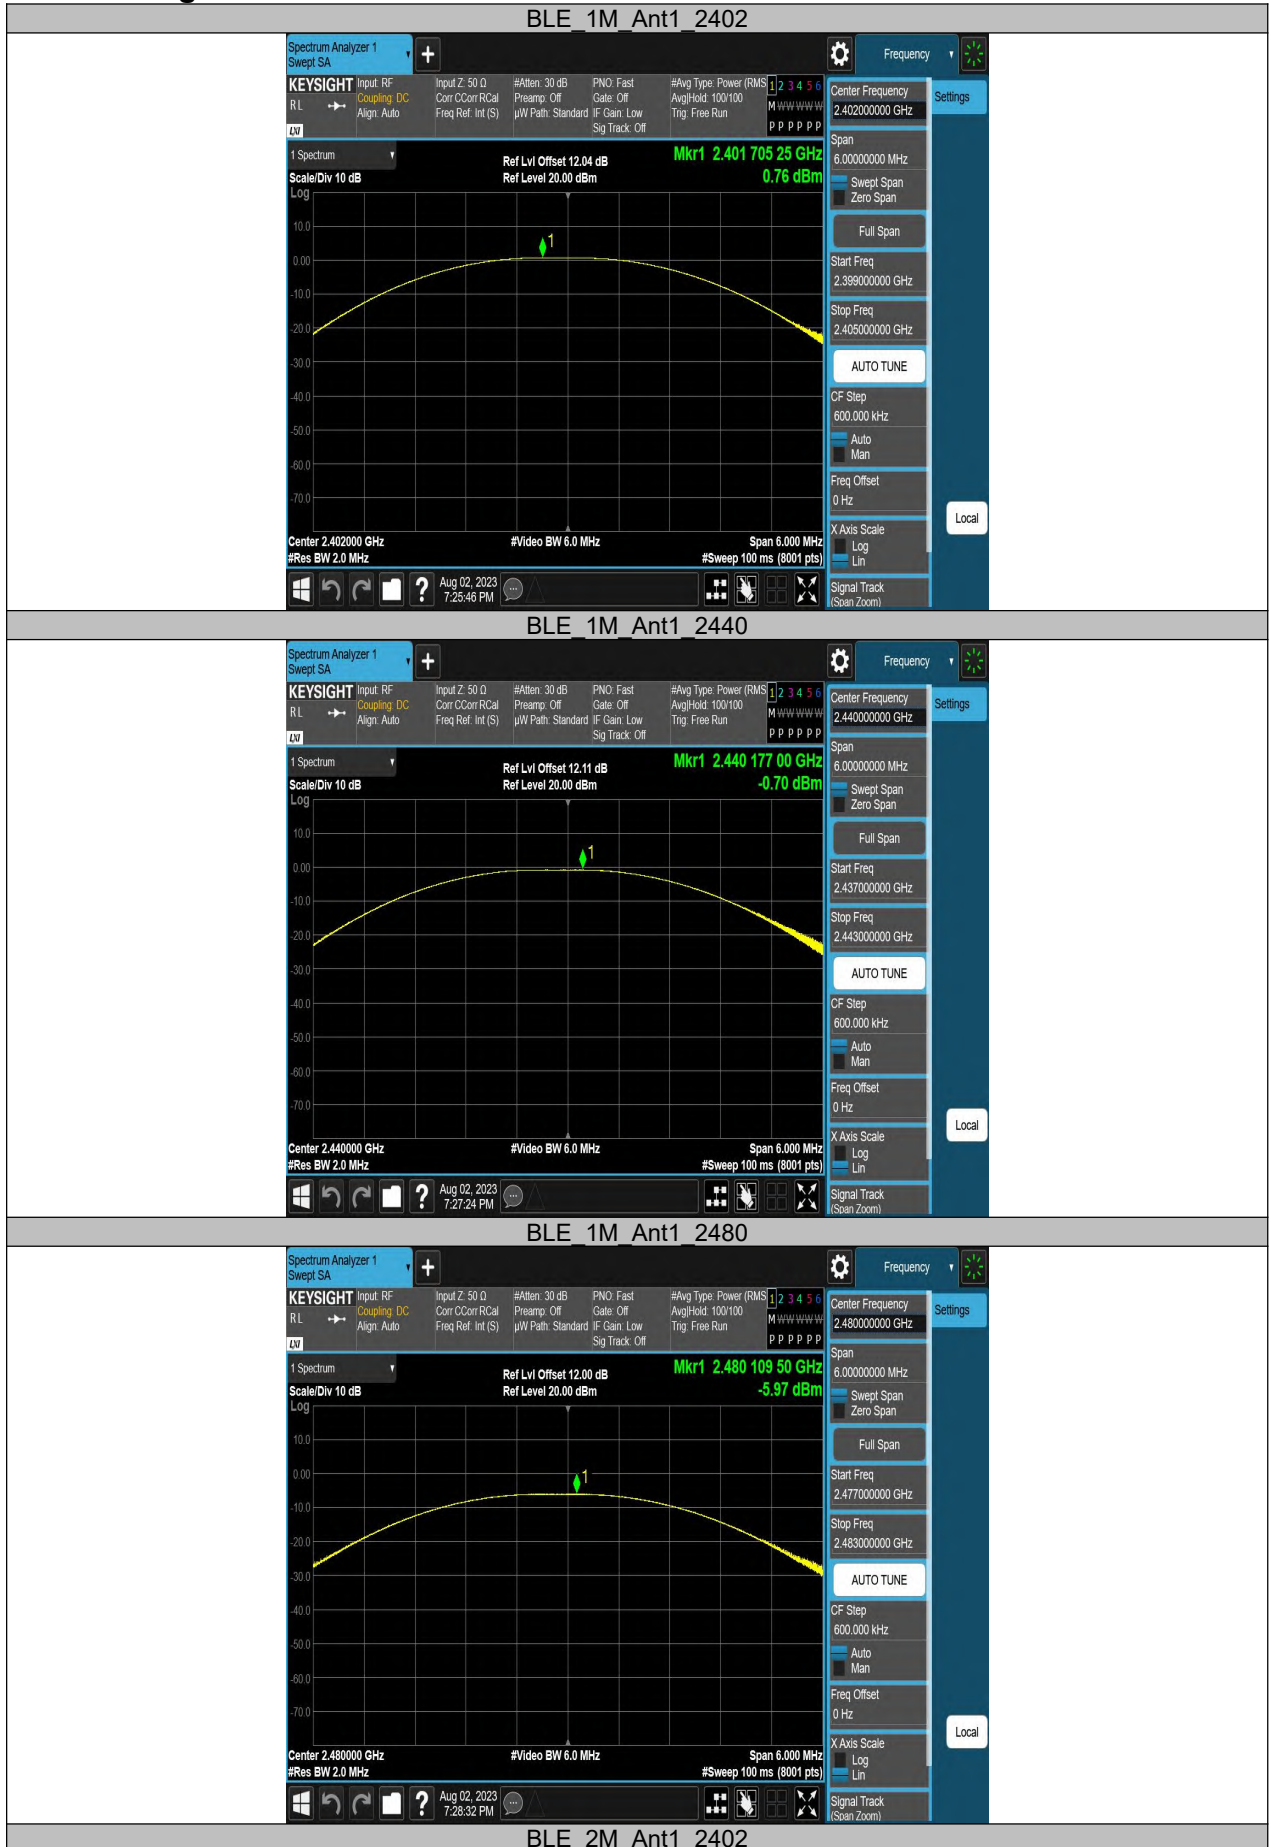 BLE_1M_Ant1_2402
Spectrum Analyzer 1
Swept SA
Frequency
KEYSIGHT Input: RF Input Z: 50 Ω #Atten: 30 dB PNO: Fast #Avg Type: Power (RMS 1 2 3 4 5 6
RL Coupling: DC Corr CCorr RCal Preamp: Off Gate: Off Avg|Hold: 100/100 M W W W W W
Align: Auto Freq Ref: Int (S) µW Path: Standard IF Gain: Low Trig: Free Run
LXI Sig Track: Off P P P P P P
1 Spectrum
Ref Lvl Offset 12.04 dB Mkr1 2.401 705 25 GHz
Scale/Div 10 dB Ref Level 20.00 dBm 0.76 dBm
Log
10.0
0.00
-10.0
-20.0
-30.0
-40.0
-50.0
-60.0
-70.0
1
Center 2.402000 GHz #Video BW 6.0 MHz Span 6.000 MHz
#Res BW 2.0 MHz #Sweep 100 ms (8001 pts)
Aug 02, 2023
7:25:46 PM
Center Frequency
2.402000000 GHz
Settings
Span
6.00000000 MHz
Swept Span
Zero Span
Full Span
Start Freq
2.399000000 GHz
Stop Freq
2.405000000 GHz
AUTO TUNE
CF Step
600.000 kHz
Auto
Man
Freq Offset
0 Hz
Local
X Axis Scale
Log
Lin
Signal Track
(Span Zoom)
BLE_1M_Ant1_2440
Spectrum Analyzer 1
Swept SA
Frequency
KEYSIGHT Input: RF Input Z: 50 Ω #Atten: 30 dB PNO: Fast #Avg Type: Power (RMS 1 2 3 4 5 6
RL Coupling: DC Corr CCorr RCal Preamp: Off Gate: Off Avg|Hold: 100/100 M W W W W W
Align: Auto Freq Ref: Int (S) µW Path: Standard IF Gain: Low Trig: Free Run
LXI Sig Track: Off P P P P P P
1 Spectrum
Ref Lvl Offset 12.11 dB Mkr1 2.440 177 00 GHz
Scale/Div 10 dB Ref Level 20.00 dBm -0.70 dBm
Log
10.0
0.00
-10.0
-20.0
-30.0
-40.0
-50.0
-60.0
-70.0
1
Center 2.440000 GHz #Video BW 6.0 MHz Span 6.000 MHz
#Res BW 2.0 MHz #Sweep 100 ms (8001 pts)
Aug 02, 2023
7:27:24 PM
Center Frequency
2.440000000 GHz
Settings
Span
6.00000000 MHz
Swept Span
Zero Span
Full Span
Start Freq
2.437000000 GHz
Stop Freq
2.443000000 GHz
AUTO TUNE
CF Step
600.000 kHz
Auto
Man
Freq Offset
0 Hz
Local
X Axis Scale
Log
Lin
Signal Track
(Span Zoom)
BLE_1M_Ant1_2480
Spectrum Analyzer 1
Swept SA
Frequency
KEYSIGHT Input: RF Input Z: 50 Ω #Atten: 30 dB PNO: Fast #Avg Type: Power (RMS 1 2 3 4 5 6
RL Coupling: DC Corr CCorr RCal Preamp: Off Gate: Off Avg|Hold: 100/100 M W W W W W
Align: Auto Freq Ref: Int (S) µW Path: Standard IF Gain: Low Trig: Free Run
LXI Sig Track: Off P P P P P P
1 Spectrum
Ref Lvl Offset 12.00 dB Mkr1 2.480 109 50 GHz
Scale/Div 10 dB Ref Level 20.00 dBm -5.97 dBm
Log
10.0
0.00
-10.0
-20.0
-30.0
-40.0
-50.0
-60.0
-70.0
1
Center 2.480000 GHz #Video BW 6.0 MHz Span 6.000 MHz
#Res BW 2.0 MHz #Sweep 100 ms (8001 pts)
Aug 02, 2023
7:28:32 PM
Center Frequency
2.480000000 GHz
Settings
Span
6.00000000 MHz
Swept Span
Zero Span
Full Span
Start Freq
2.477000000 GHz
Stop Freq
2.483000000 GHz
AUTO TUNE
CF Step
600.000 kHz
Auto
Man
Freq Offset
0 Hz
Local
X Axis Scale
Log
Lin
Signal Track
(Span Zoom)
BLE_2M_Ant1_2402